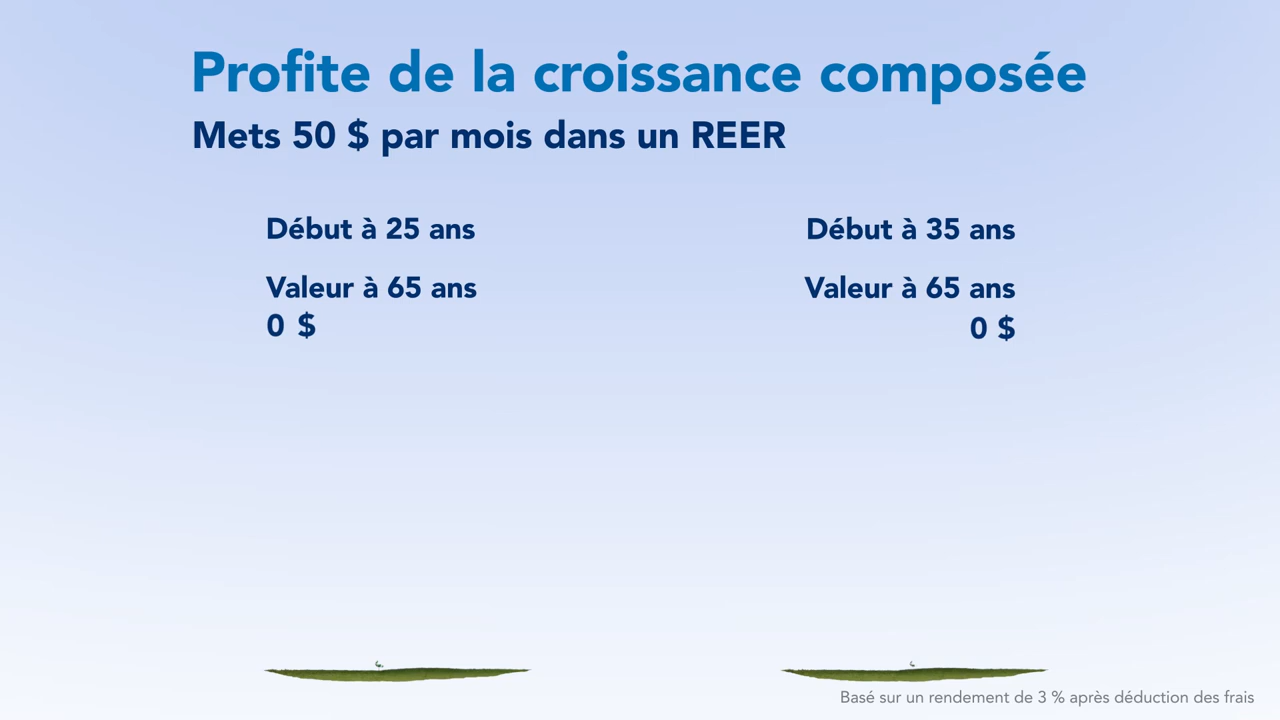 Profite de la croissance composée
Mets 50 $ par mois dans un REER
Début à 25 ans
Valeur à 65 ans
0 $
Début à 35 ans
Valeur à 65 ans
0 $
Basé sur un rendement de 3 % après déduction des frais